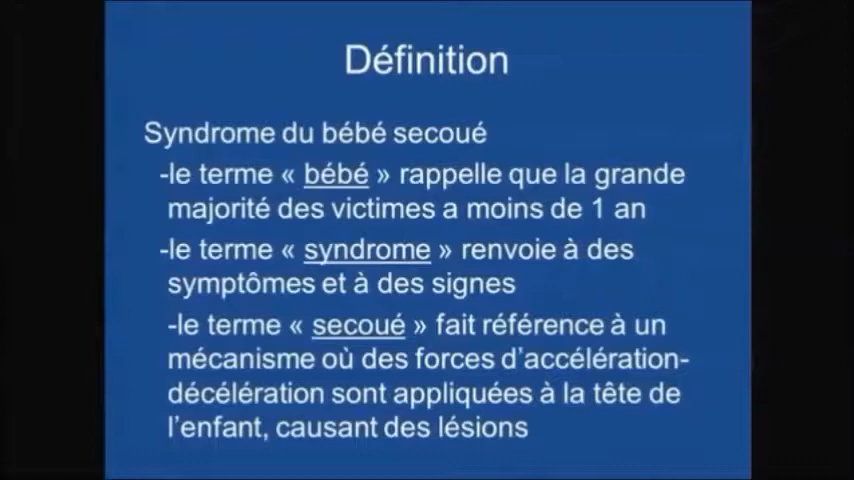 Définition
Syndrome du bébé secoué
-le terme « bébé » rappelle que la grande
majorité des victimes a moins de 1 an
-le terme « syndrome » renvoie à des
symptômes et à des signes
-le terme « secoué » fait référence à un
mécanisme où des forces d’accélération-
décélération sont appliquées à la tête de
l’enfant, causant des lésions